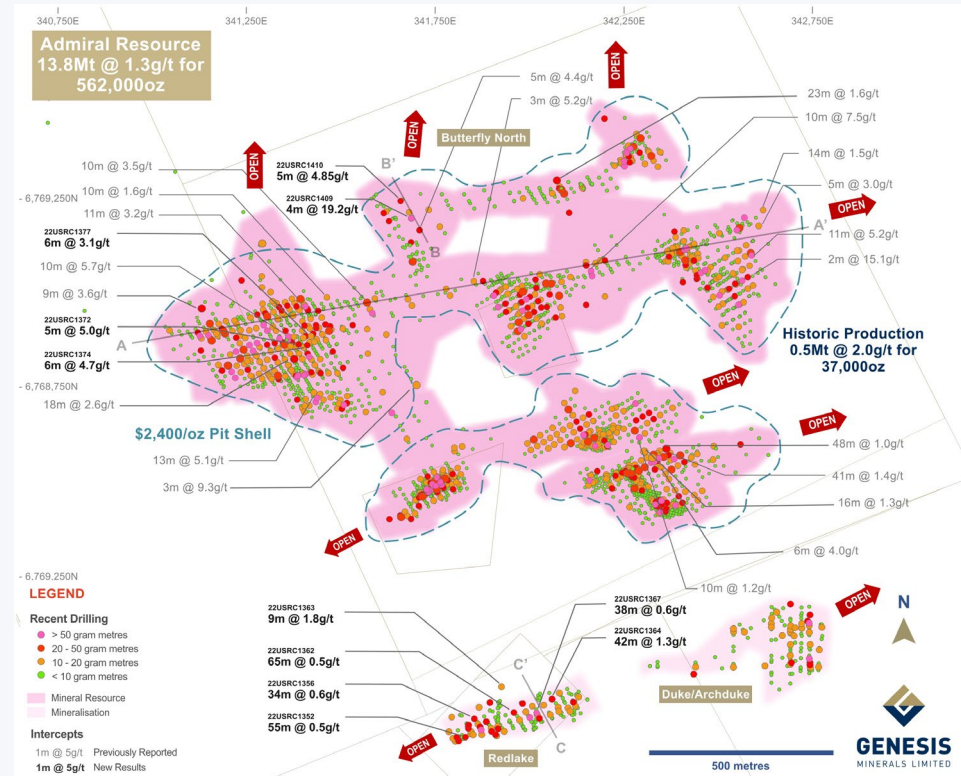 340,750E
341,250E
341,750E
342,250E
342,750E
Admiral Resource
13.8Mt @ 1.3g/t for
562,000oz
OPEN
5m @ 4.4g/t
3m @ 5.2g/t
23m @ 1.6g/t
10m @ 7.5g/t
OPEN
Butterfly North
OPEN
14m @ 1.5g/t
10m @ 3.5g/t
22USRC1410
5m @ 4.85g/t
B'
5m @ 3.0g/t
10m @ 1.6g/t
- 6,769,250N
22USRC1409
4m @ 19.2g/t
OPEN
11m @ 3.2g/t
A'
22USRC1377
6m @ 3.1g/t
11m @ 5.2g/t
B
10m @ 5.7g/t
2m @ 15.1g/t
9m @ 3.6g/t
22USRC1372
5m @ 5.0g/t
A
Historic Production
0.5Mt @ 2.0g/t for
37,000oz
22USRC1374
6m @ 4.7g/t
- 6,768,750N
OPEN
18m @ 2.6g/t
$2,400/oz Pit Shell
OPEN
13m @ 5.1g/t
48m @ 1.0g/t
3m @ 9.3g/t
41m @ 1.4g/t
16m @ 1.3g/t
OPEN
6m @ 4.0g/t
- 6,769,250N
10m @ 1.2g/t
LEGEND
Recent Drilling
> 50 gram metres
20 - 50 gram metres
10 - 20 gram metres
< 10 gram metres
Mineral Resource
Mineralisation
Intercepts
1m @ 5g/t Previously Reported
1m @ 5g/t New Results
22USRC1363
9m @ 1.8g/t
22USRC1362
65m @ 0.5g/t
22USRC1356
34m @ 0.6g/t
22USRC1352
55m @ 0.5g/t
22USRC1367
38m @ 0.6g/t
22USRC1364
42m @ 1.3g/t
C'
C
OPEN
Redlake
OPEN
Duke/Archduke
N
500 metres
GENESIS
MINERALS LIMITED